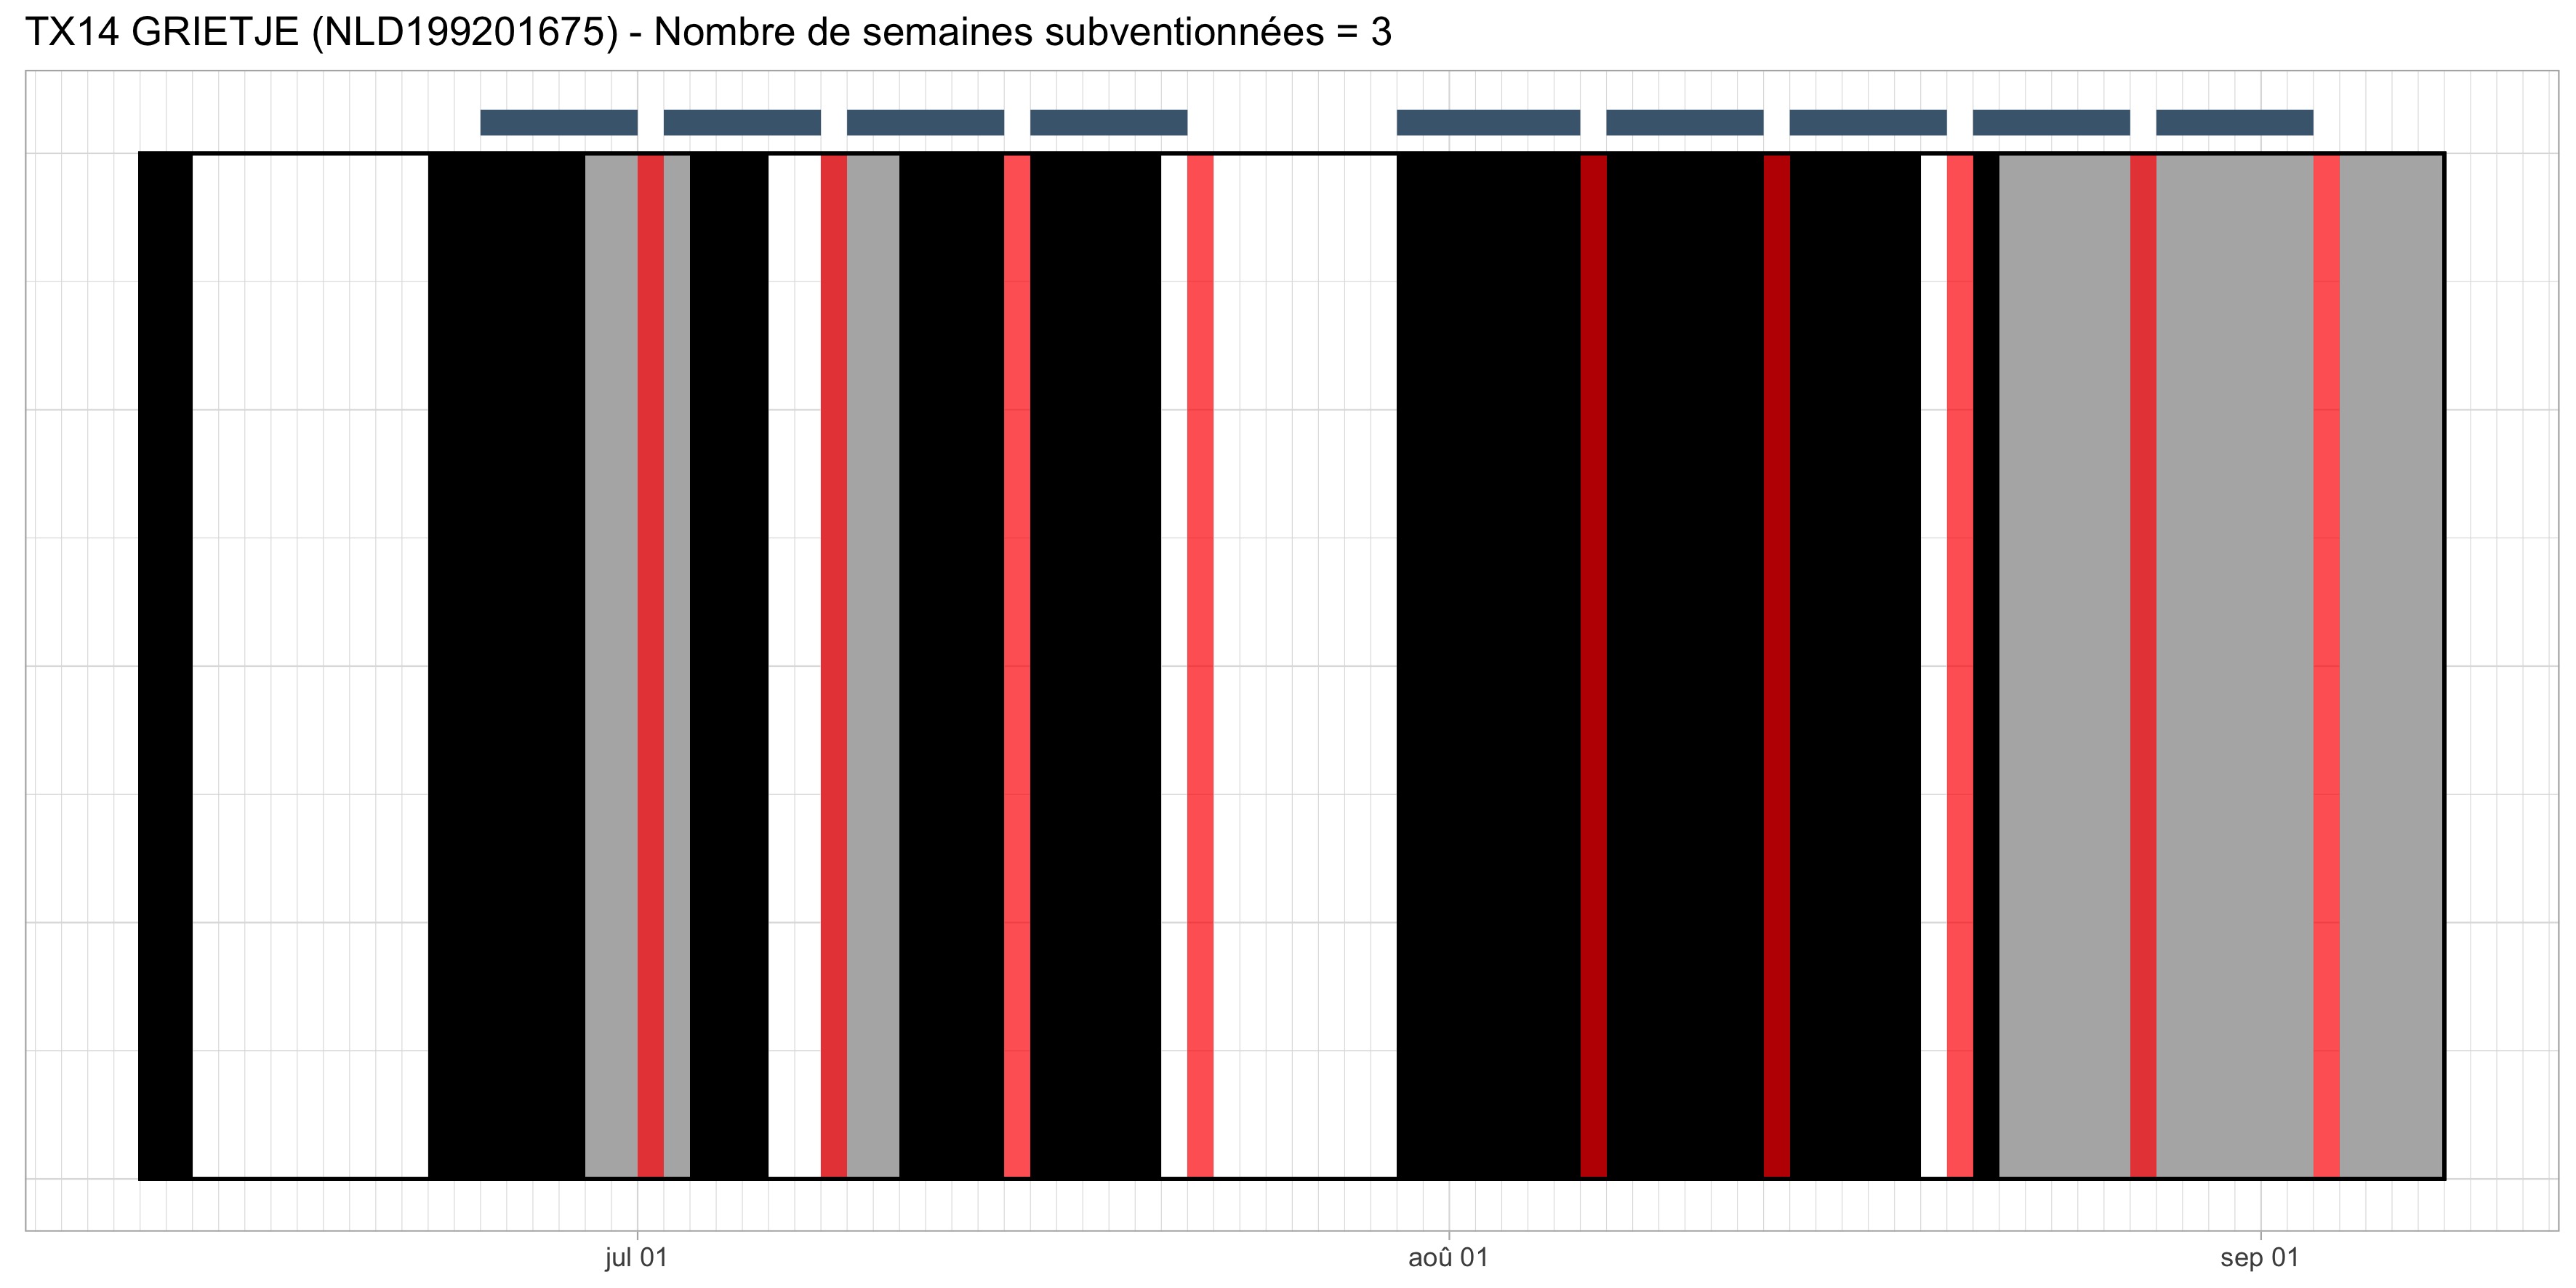 TX14 GRIETJE (NLD199201675) - Nombre de semaines subventionnées = 3
jul 01 aoû 01 sep 01